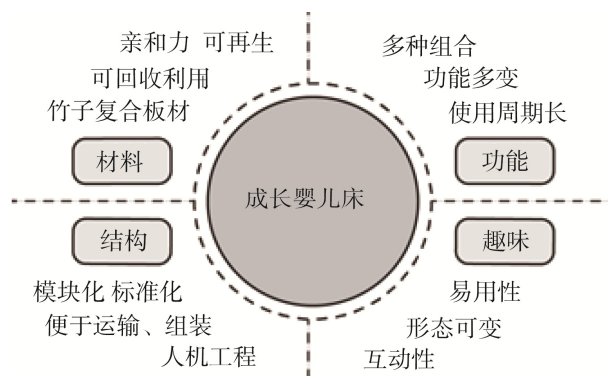 亲和力 可再生
可回收利用
竹子复合板材
材料
多种组合
功能多变
使用周期长
功能
成长婴儿床
结构
模块化 标准化
便于运输、组装
人机工程
趣味
易用性
形态可变
互动性